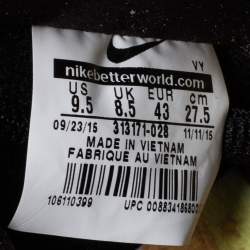 VY
nikebetterworld.com
US UK EUR cm
9.5 8.5 43 27.5
09/23/15 313171-028 11/11/15
MADE IN VIETNAM
FABRIQUE AU VIETNAM
106110399
UPC 00883418680